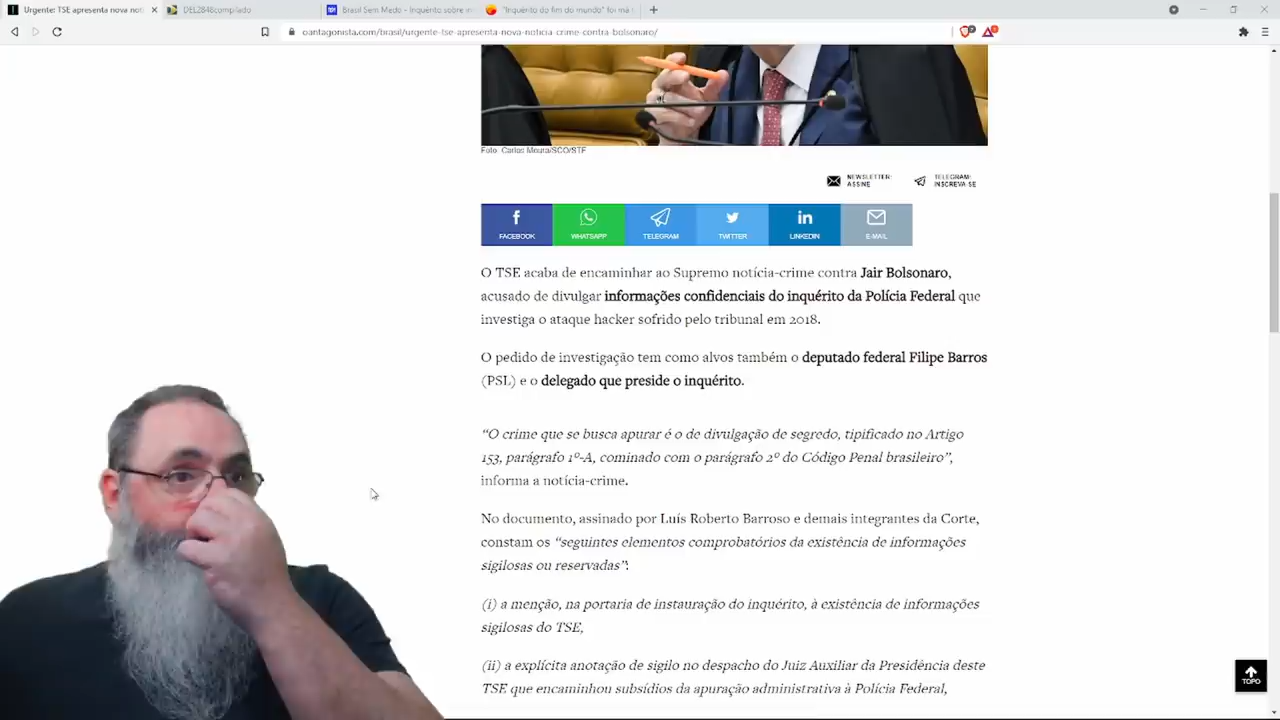 Urgente: TSE apresenta nova noti
DEL2848compilado
Brasil Sem Medo - Inquérito sobre in
"Inquérito do fim do mundo" foi má t
oantagonista.com/brasil/urgente-tse-apresenta-nova-noticia-crime-contra-bolsonaro/
Foto: Carlos Moura/SCO/STF
NEWSLETTER:
ASSINE
TELEGRAM:
INSCREVA SE
FACEBOOK
WHATSAPP
TELEGRAM
TWITTER
LINKEDIN
E-MAIL
O TSE acaba de encaminhar ao Supremo notícia-crime contra Jair Bolsonaro,
acusado de divulgar informações confidenciais do inquérito da Polícia Federal que
investiga o ataque hacker sofrido pelo tribunal em 2018.
O pedido de investigação tem como alvos também o deputado federal Filipe Barros
(PSL) e o delegado que preside o inquérito.
“O crime que se busca apurar é o de divulgação de segredo, tipificado no Artigo
153, parágrafo 1º-A, cominado com o parágrafo 2º do Código Penal brasileiro”,
informa a notícia-crime.
No documento, assinado por Luís Roberto Barroso e demais integrantes da Corte,
constam os “seguintes elementos comprobatórios da existência de informações
sigilosas ou reservadas”:
(i) a menção, na portaria de instauração do inquérito, à existência de informações
sigilosas do TSE,
(ii) a explícita anotação de sigilo no despacho do Juiz Auxiliar da Presidência deste
TSE que encaminhou subsídios da apuração administrativa à Polícia Federal,
TOPO